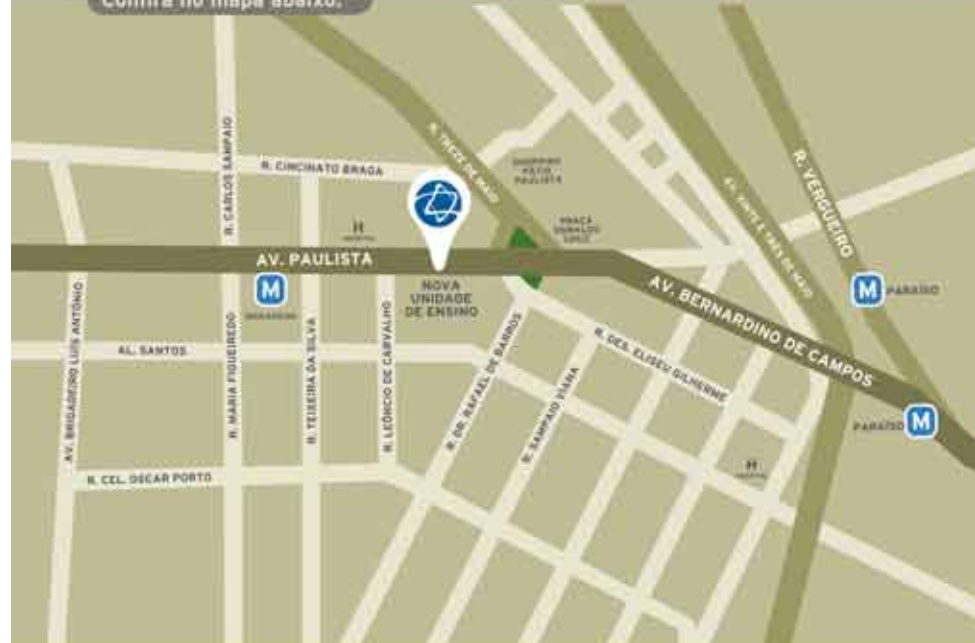 Confira no mapa abaixo.
R. CARLOS SAMPAIO
R. CINCINATO BRAGA
R. TREZE DE MAIO
SHOPPING
PÁTIO
PAULISTA
R. VERGUEIRO
AV. VINTE E TRÊS DE MAIO
H
PRAÇA
OSWALDO
CRUZ
AV. PAULISTA
M
NOVA
UNIDADE
DE ENSINO
AV. BERNARDINO DE CAMPOS
M
PARAÍSO
AV. BRIGADEIRO LUÍS ANTÔNIO
AL. SANTOS
R. MARIA FIGUEIREDO
R. TEIXEIRA DA SILVA
R. LEÔNCIO DE CARVALHO
R. DR. RAFAEL DE BARROS
R. SAMPAIO VIANA
R. DES. ELISEU GILHERME
PARAÍSO
M
H
R. CEL. OSCAR PORTO